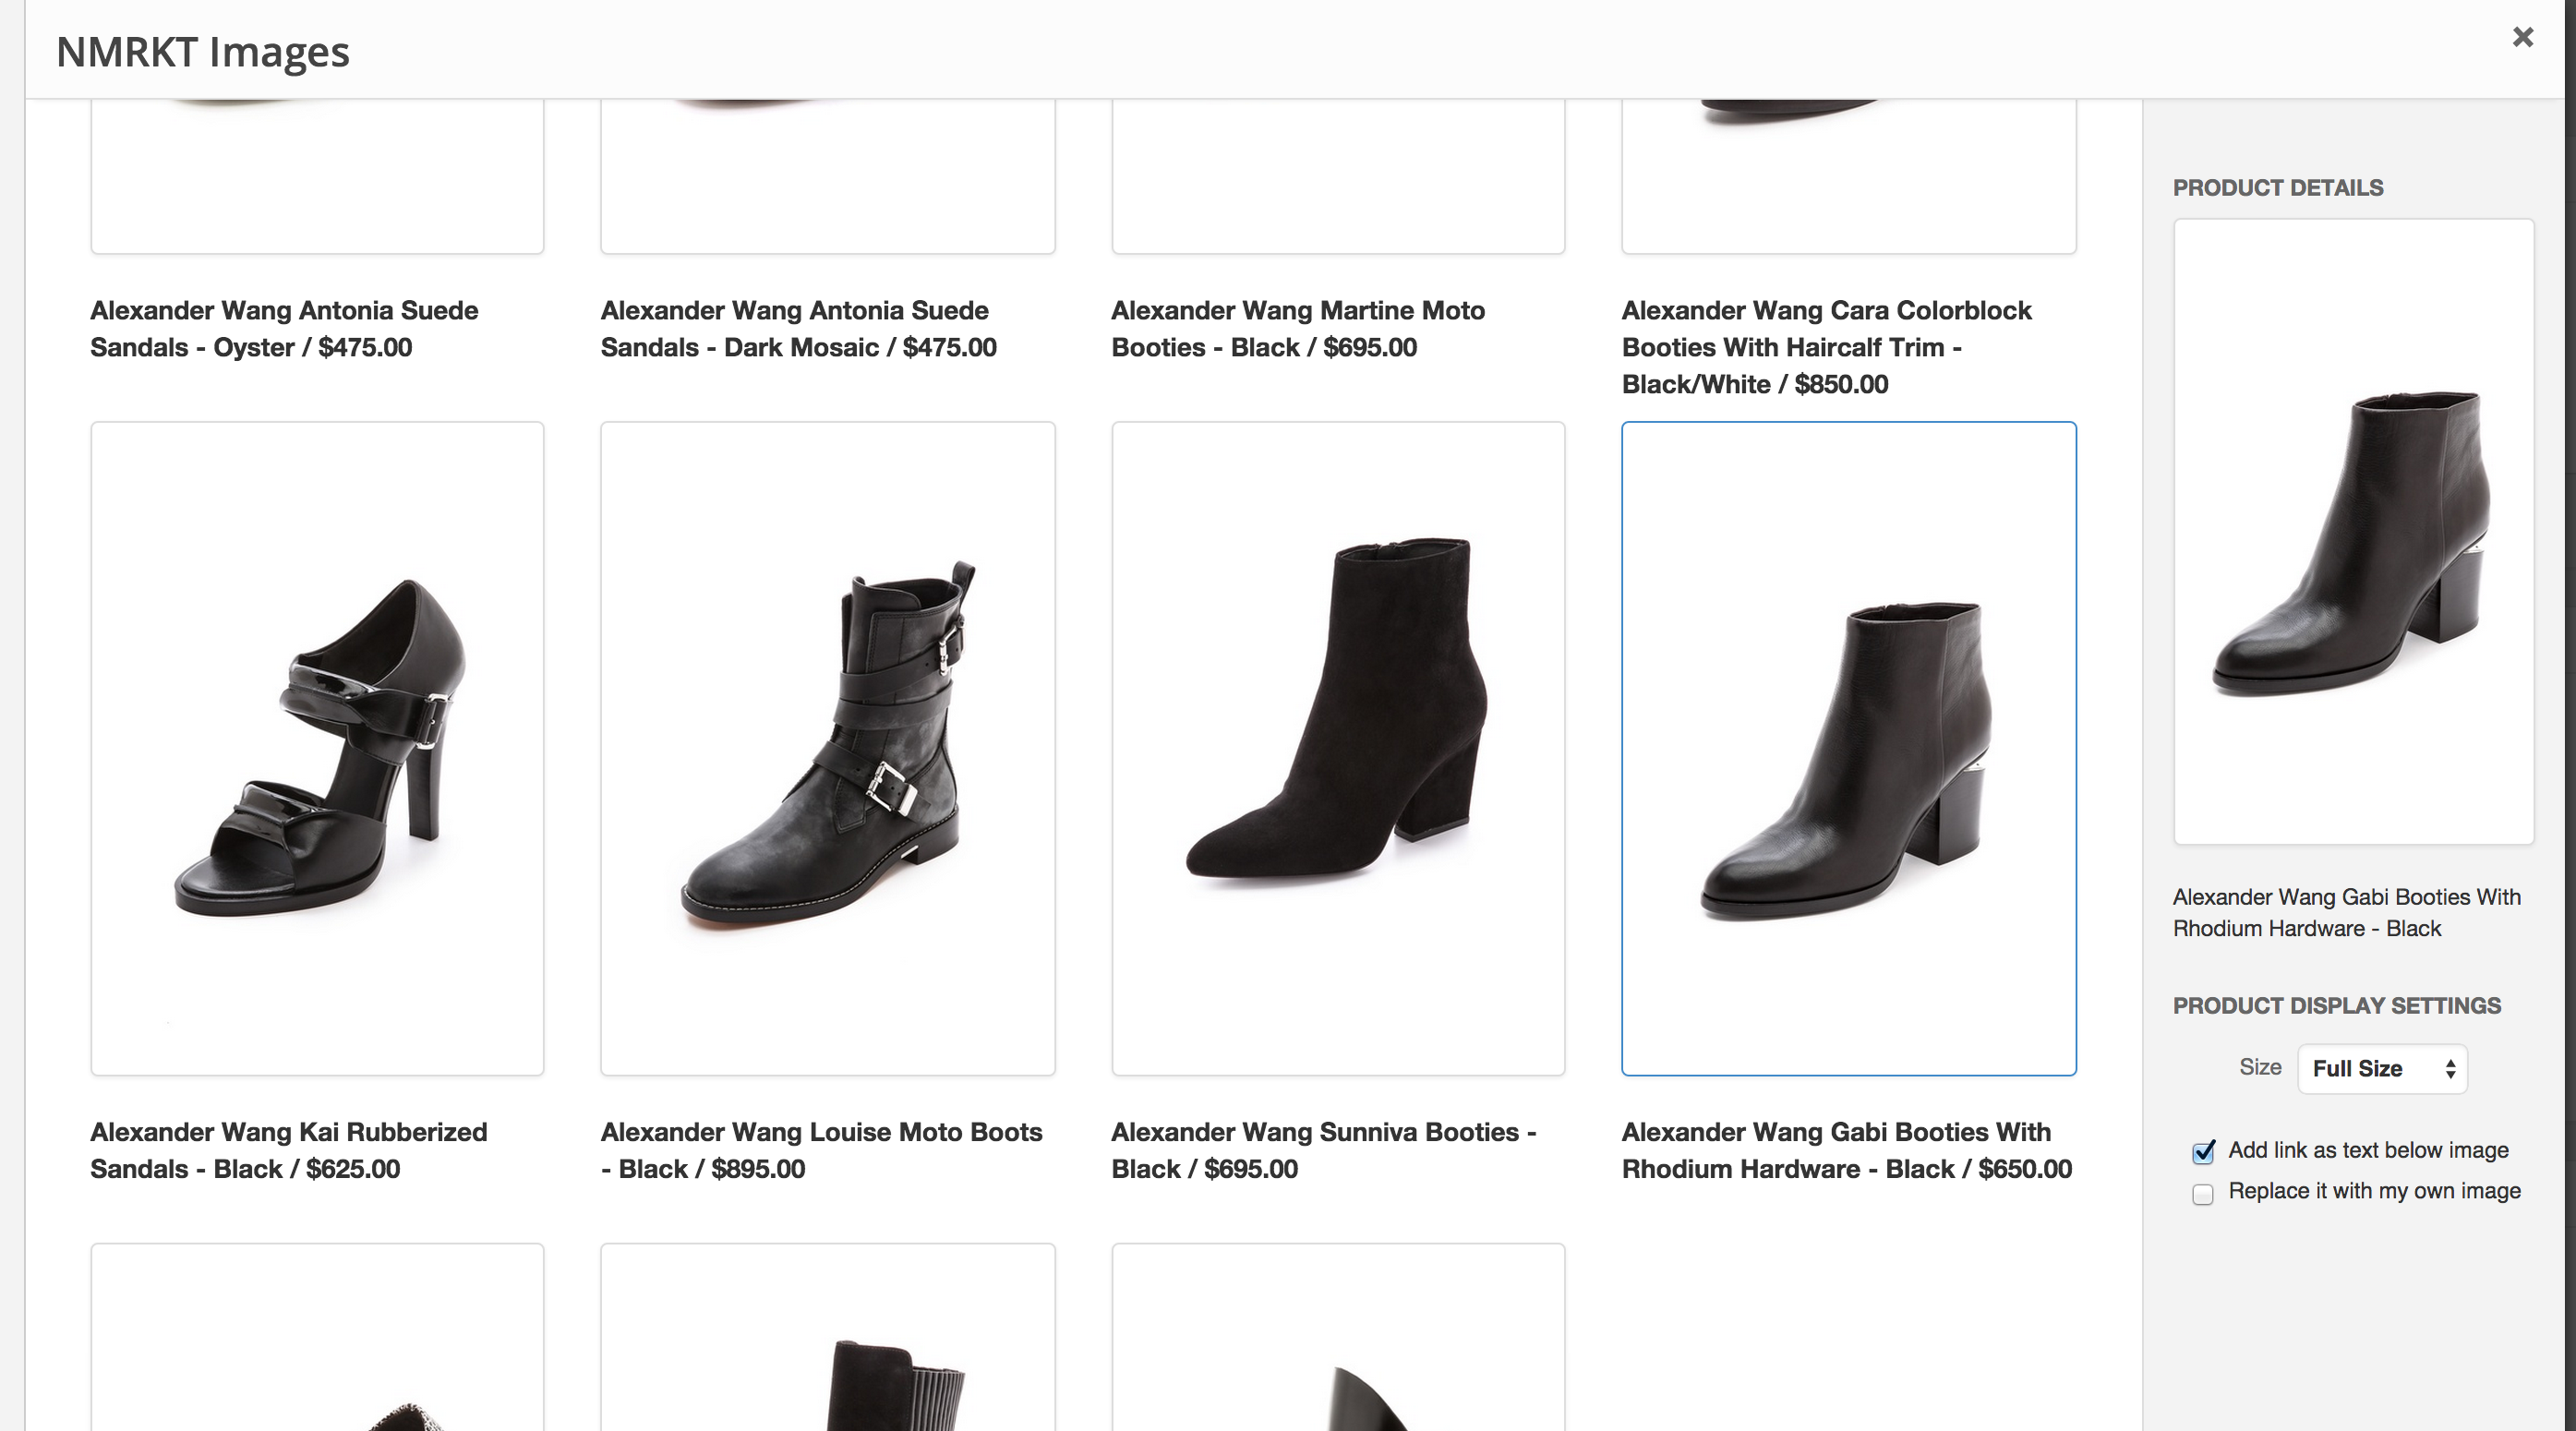 NMRKT Images
Alexander Wang Antonia Suede
Sandals - Oyster / $475.00
Alexander Wang Antonia Suede
Sandals - Dark Mosaic / $475.00
Alexander Wang Martine Moto
Booties - Black / $695.00
Alexander Wang Cara Colorblock
Booties With Haircalf Trim -
Black/White / $850.00
Alexander Wang Kai Rubberized
Sandals - Black / $625.00
Alexander Wang Louise Moto Boots
- Black / $895.00
Alexander Wang Sunniva Booties -
Black / $695.00
Alexander Wang Gabi Booties With
Rhodium Hardware - Black / $650.00
PRODUCT DETAILS
Alexander Wang Gabi Booties With
Rhodium Hardware - Black
PRODUCT DISPLAY SETTINGS
Size Full Size
Add link as text below image
Replace it with my own image